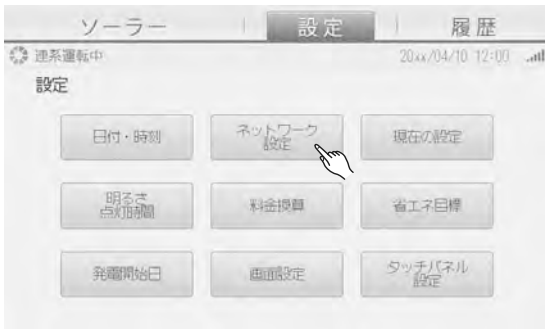 ソーラー 設定 履歴
連系運転中 20xx/04/10 12:00
設定
日付・時刻 ネットワーク
設定 現在の設定
明るさ
点灯時間 料金換算 省エネ目標
発電開始日 画面設定 タッチパネル
設定